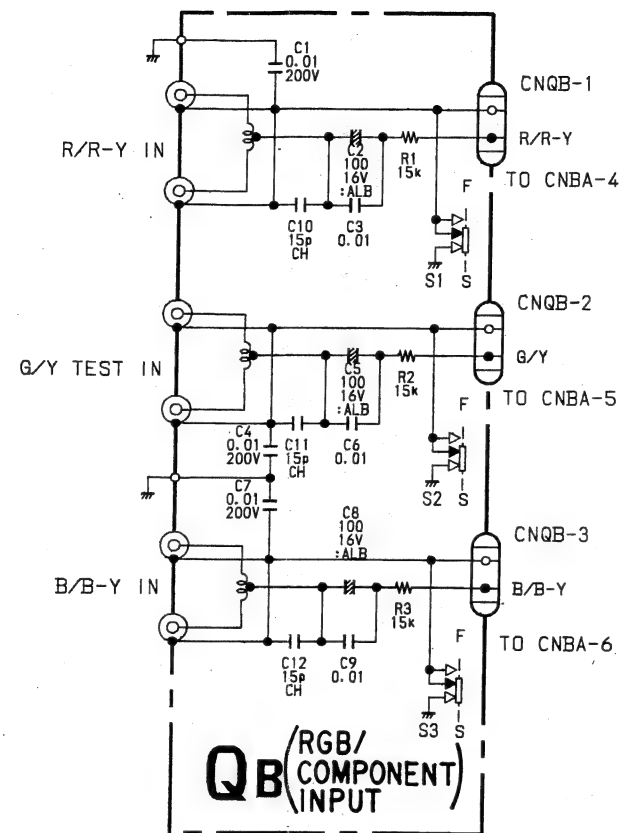 C1
0.01
200V
CNQB-1
R/R-Y IN
C2
100
16V
:ALB
R1
15k
R/R-Y
TO CNBA-4
C10
15p
CH
C3
0.01
F
S1
S
CNQB-2
G/Y TEST IN
C5
100
16V
:ALB
R2
15k
G/Y
TO CNBA-5
C4
0.01
200V
C11
15p
CH
C6
0.01
F
S2
S
C7
0.01
200V
C8
100
16V
:ALB
CNQB-3
B/B-Y IN
R3
15k
B/B-Y
TO CNBA-6
C12
15p
CH
C9
0.01
F
S3
S
QB (RGB/
COMPONENT)
INPUT